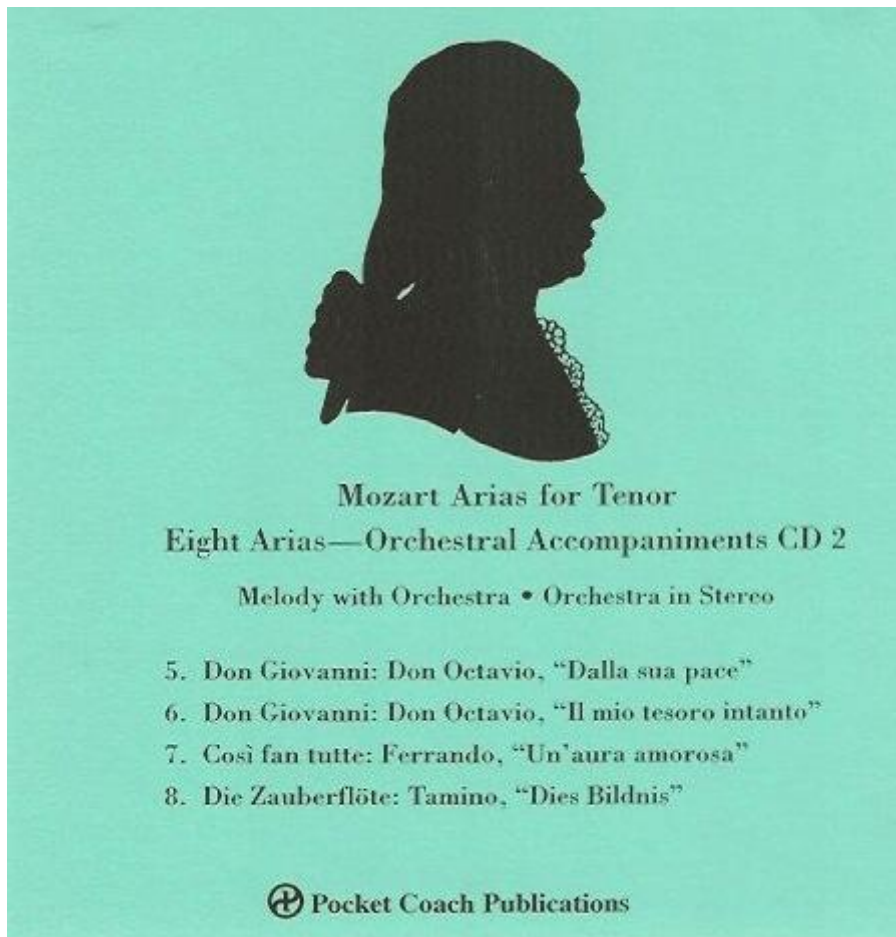 Mozart Arias for Tenor
Eight Arias—Orchestral Accompaniments CD 2
Melody with Orchestra • Orchestra in Stereo
5. Don Giovanni: Don Octavio, “Dalla sua pace”
6. Don Giovanni: Don Octavio, “Il mio tesoro intanto”
7. Così fan tutte: Ferrando, “Un’aura amorosa”
8. Die Zauberflöte: Tamino, “Dies Bildnis”
Pocket Coach Publications